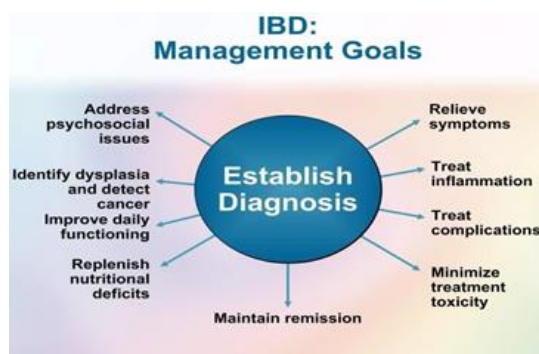 IBD:
Management Goals
Address
psychosocial
issues
Identify dysplasia
and detect
cancer
Improve daily
functioning
Replenish
nutritional
deficits
Establish
Diagnosis
Relieve
symptoms
Treat
inflammation
Treat
complications
Minimize
treatment
toxicity
Maintain remission